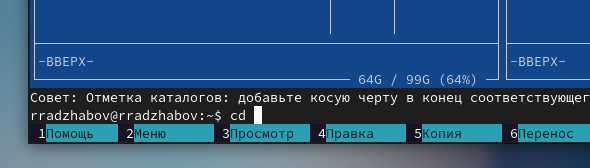 -ВВЕРХ- -ВВЕРХ-
64G / 99G (64%)
Совет: Отметка каталогов: добавьте косую черту в конец соответствующег
rradzhabov@rradzhabov:~$ cd
1Помощь 2Меню 3Просмотр 4Правка 5Копия 6Перенос